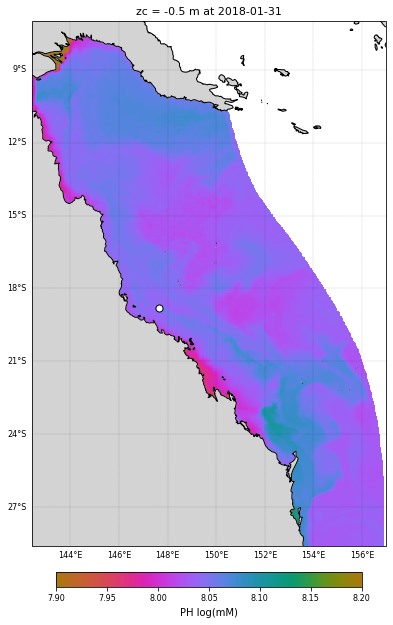 zc = -0.5 m at 2018-01-31
9°S
12°S
15°S
18°S
21°S
24°S
27°S
144°E 146°E 148°E 150°E 152°E 154°E 156°E
7.90 7.95 8.00 8.05 8.10 8.15 8.20
PH log(mM)